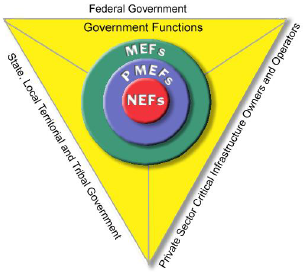 Federal Government
Government Functions
MEFs
PMEFs
NEFs
State, Local Territorial and Tribal Government
Private Sector Critical Infrastructure Owners and Operators